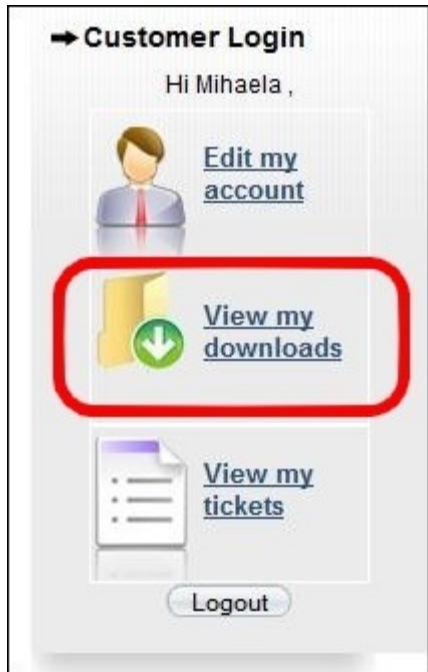 Customer Login
Hi Mihaela ,
Edit my
account
View my
downloads
View my
tickets
Logout